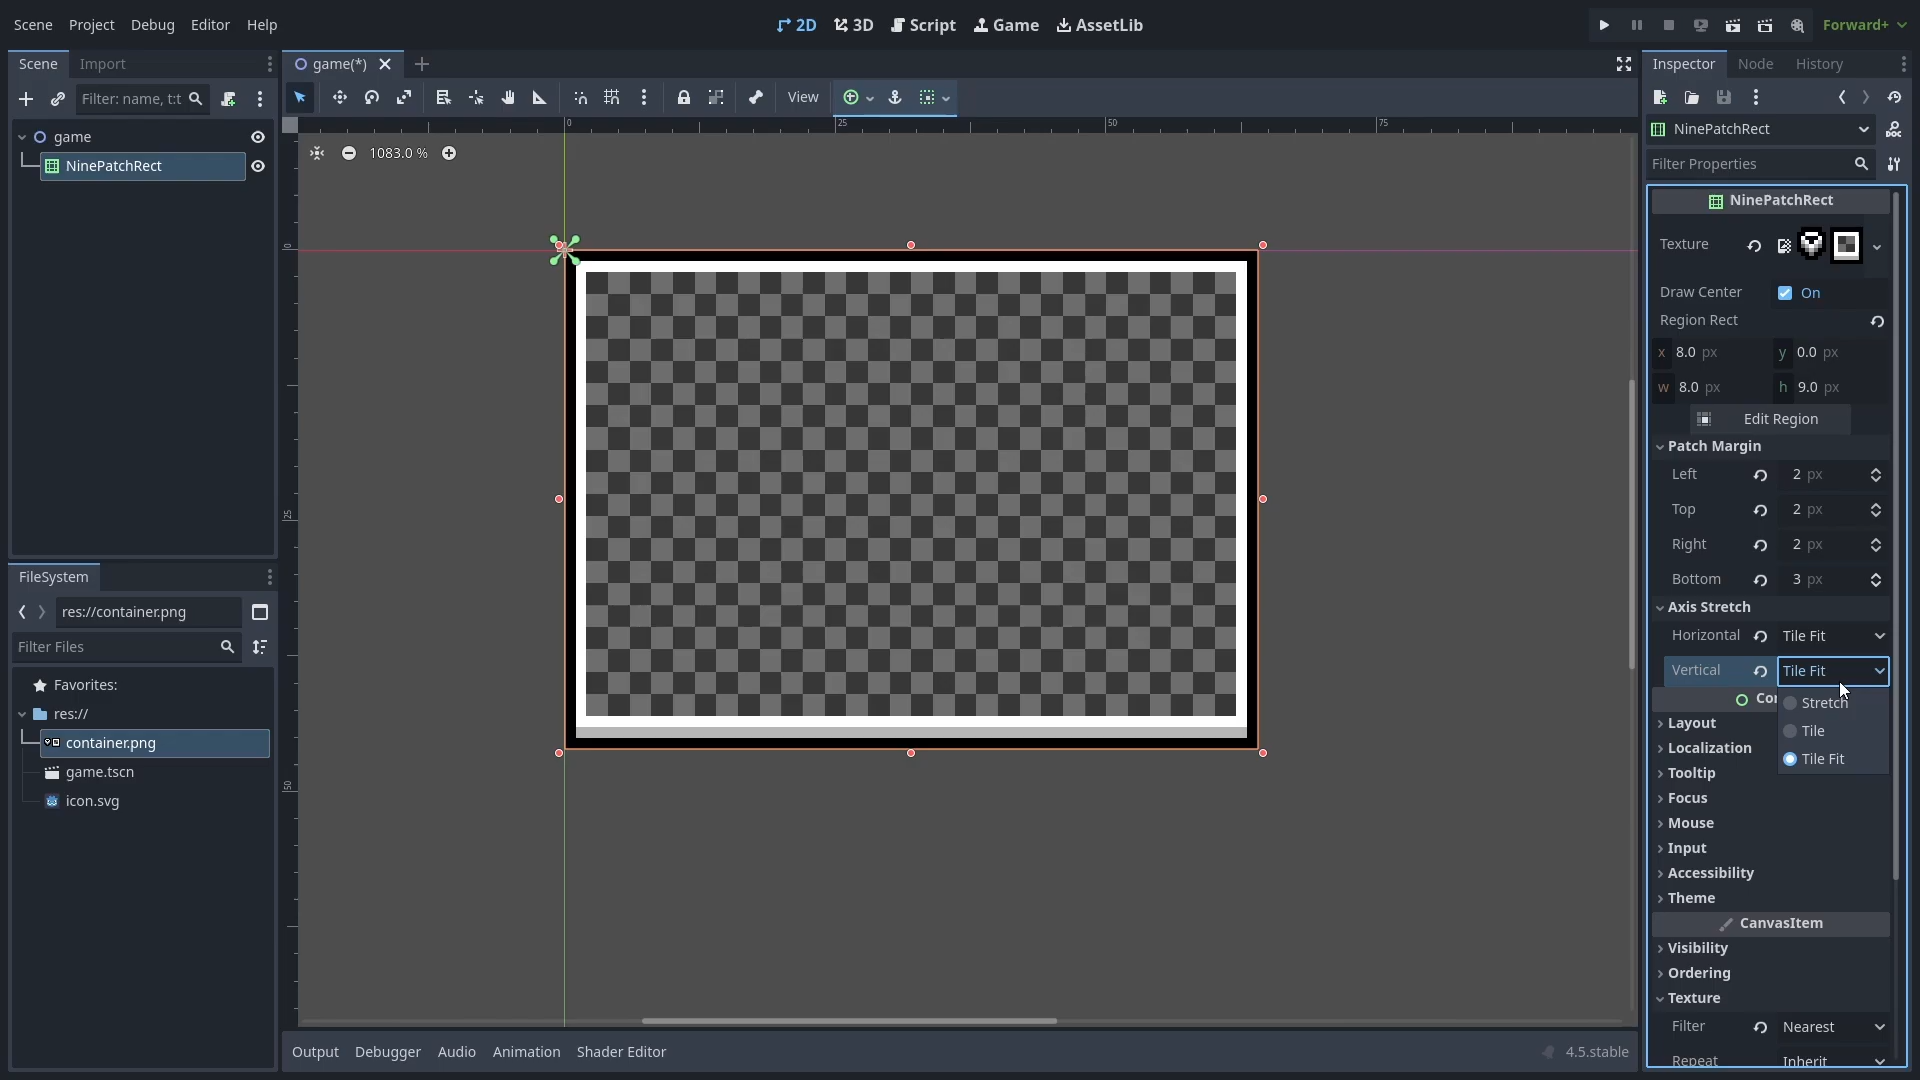 Scene Project Debug Editor Help
2D 3D Script Game AssetLib
Forward+
Scene Import
Filter: name, t:t
game
NinePatchRect
FileSystem
res://container.png
Filter Files
Favorites:
res://
container.png
game.tscn
icon.svg
game(*)
View
0 25 50 75
1083.0 %
0
25
50
Output Debugger Audio Animation Shader Editor
4.5.stable
Inspector Node History
NinePatchRect
Filter Properties
NinePatchRect
Texture
Draw Center On
Region Rect
x 8.0 px y 0.0 px
w 8.0 px h 9.0 px
Edit Region
Patch Margin
Left 2 px
Top 2 px
Right 2 px
Bottom 3 px
Axis Stretch
Horizontal Tile Fit
Vertical Tile Fit
Stretch
Tile
Tile Fit
Layout
Localization
Tooltip
Focus
Mouse
Input
Accessibility
Theme
CanvasItem
Visibility
Ordering
Texture
Filter Nearest
Repeat Inherit